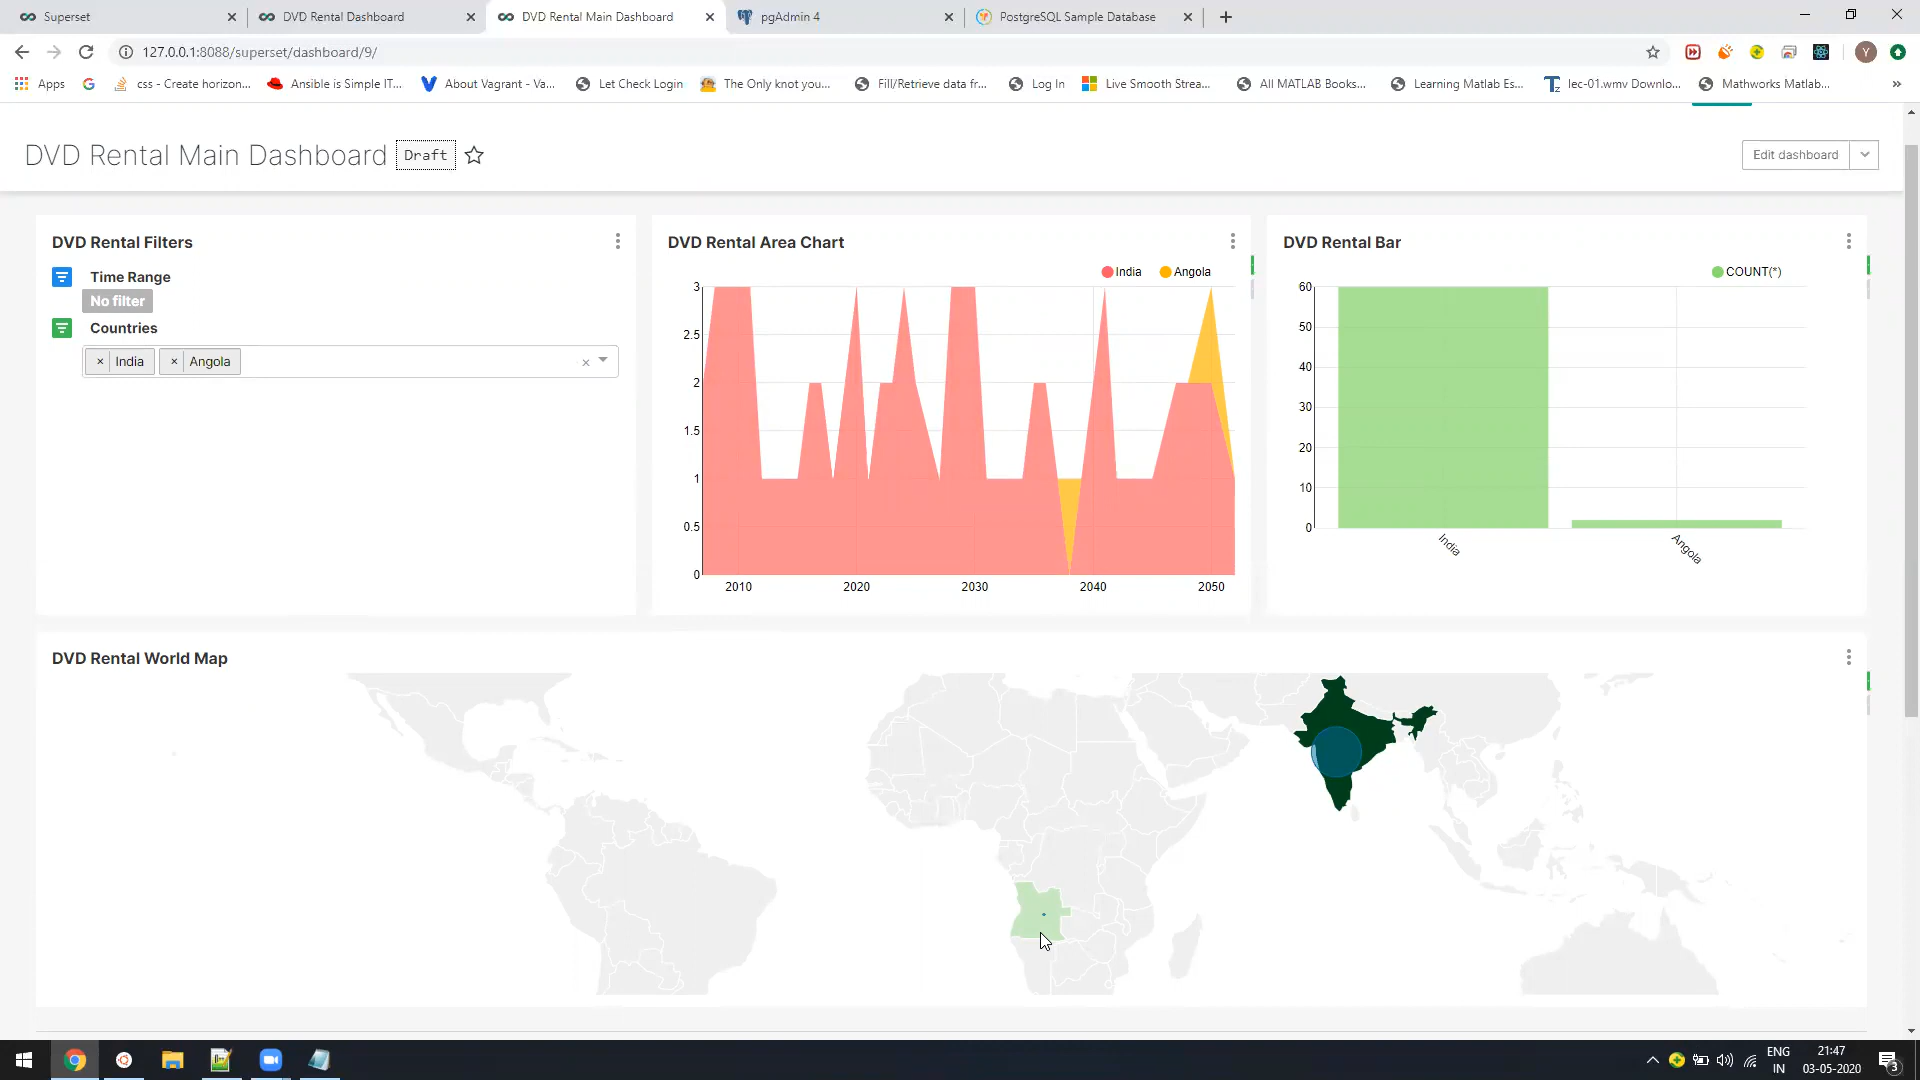 Superset
DVD Rental Dashboard
DVD Rental Main Dashboard
pgAdmin 4
PostgreSQL Sample Database
127.0.0.1:8088/superset/dashboard/9/
Y
Apps
css - Create horizon...
Ansible is Simple IT...
About Vagrant - Va...
Let Check Login
The Only knot you...
Fill/Retrieve data fr...
Log In
Live Smooth Strea...
All MATLAB Books...
Learning Matlab Es...
lec-01.wmv Downlo...
Mathworks Matlab...
»
DVD Rental Main Dashboard
Draft
Edit dashboard
DVD Rental Filters
Time Range
No filter
Countries
× India
× Angola
×
DVD Rental Area Chart
India
Angola
3
2.5
2
1.5
1
0.5
0
2010
2020
2030
2040
2050
DVD Rental Bar
COUNT(*)
60
50
40
30
20
10
0
India
Angola
DVD Rental World Map
ENG
IN
21:47
03-05-2020
3